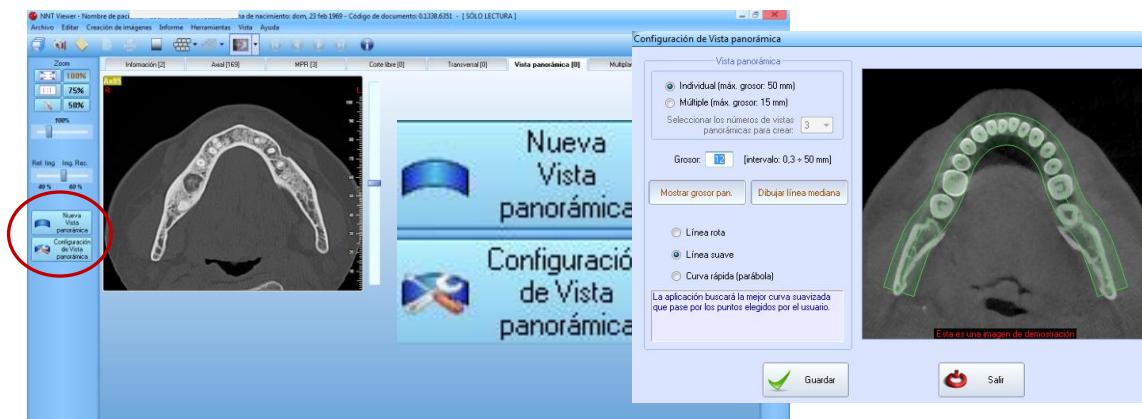 NNT Viewer - Nombre de pac
na de nacimiento: dom, 23 feb 1969 - Código de documento: 0.1338.6351 - [ SÓLO LECTURA ]
Archivo Editar Creación de imágenes Informe Herramientas Vista Ayuda
Zoom
100%
75%
50%
100%
Ret. Img Img. Rec.
40 % 60 %
Nueva
Vista
panorámica
Configuración
de Vista
panorámica
Información [2] Axial [169] MPR [3] Corte libre [0] Transversal [0] Vista panorámica [0] Multiplan
R L
Nueva
Vista
panorámica
Configuració
de Vista
panorámica
Configuración de Vista panorámica
Vista panorámica
Individual (máx. grosor: 50 mm)
Múltiple (máx. grosor: 15 mm)
Seleccionar los números de vistas
panorámicas para crear: 3
Grosor: 12 [intervalo: 0,3 ÷ 50 mm]
Mostrar grosor pan. Dibujar línea mediana
Línea rota
Línea suave
Curva rápida (parábola)
La aplicación buscará la mejor curva suavizada
que pase por los puntos elegidos por el usuario.
Esta es una imagen de demostración
Guardar Salir